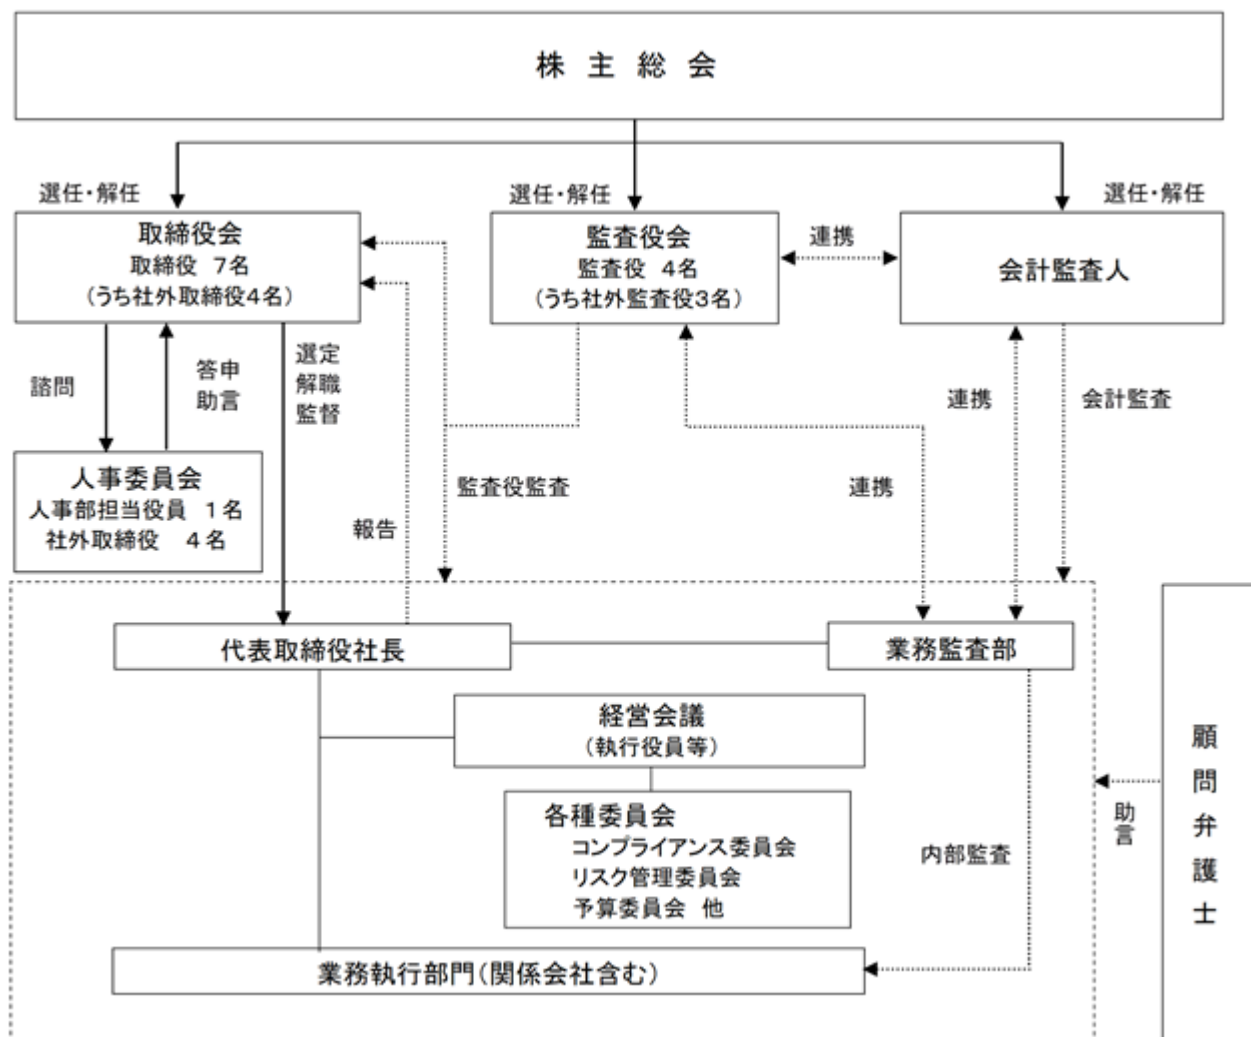 株 主 総 会
選任・解任
選任・解任
選任・解任
取締役会
取締役 7名
(うち社外取締役4名)
監査役会
監査役 4名
(うち社外監査役3名)
連携
会計監査人
諮問
答申
助言
選定
解職
監督
連携
会計監査
人事委員会
人事部担当役員 1名
社外取締役 4名
監査役監査
連携
報告
代表取締役社長
業務監査部
経営会議
(執行役員等)
各種委員会
コンプライアンス委員会
リスク管理委員会
予算委員会 他
内部監査
助言
顧問弁護士
業務執行部門(関係会社含む)